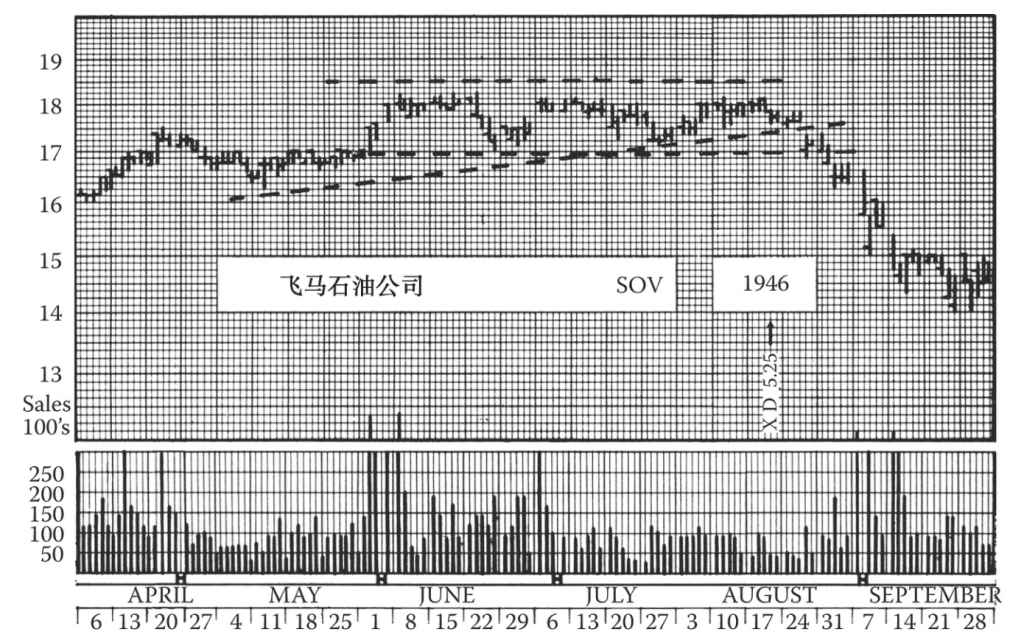 19
18
17
16
15
14
13
飞马石油公司 SOV 1946
X D 5.25
Sales
100's
250
200
150
100
50
APRIL MAY JUNE JULY AUGUST SEPTEMBER
6 13 20 27 4 11 18 25 1 8 15 22 29 6 13 20 27 3 10 17 24 31 7 14 21 28